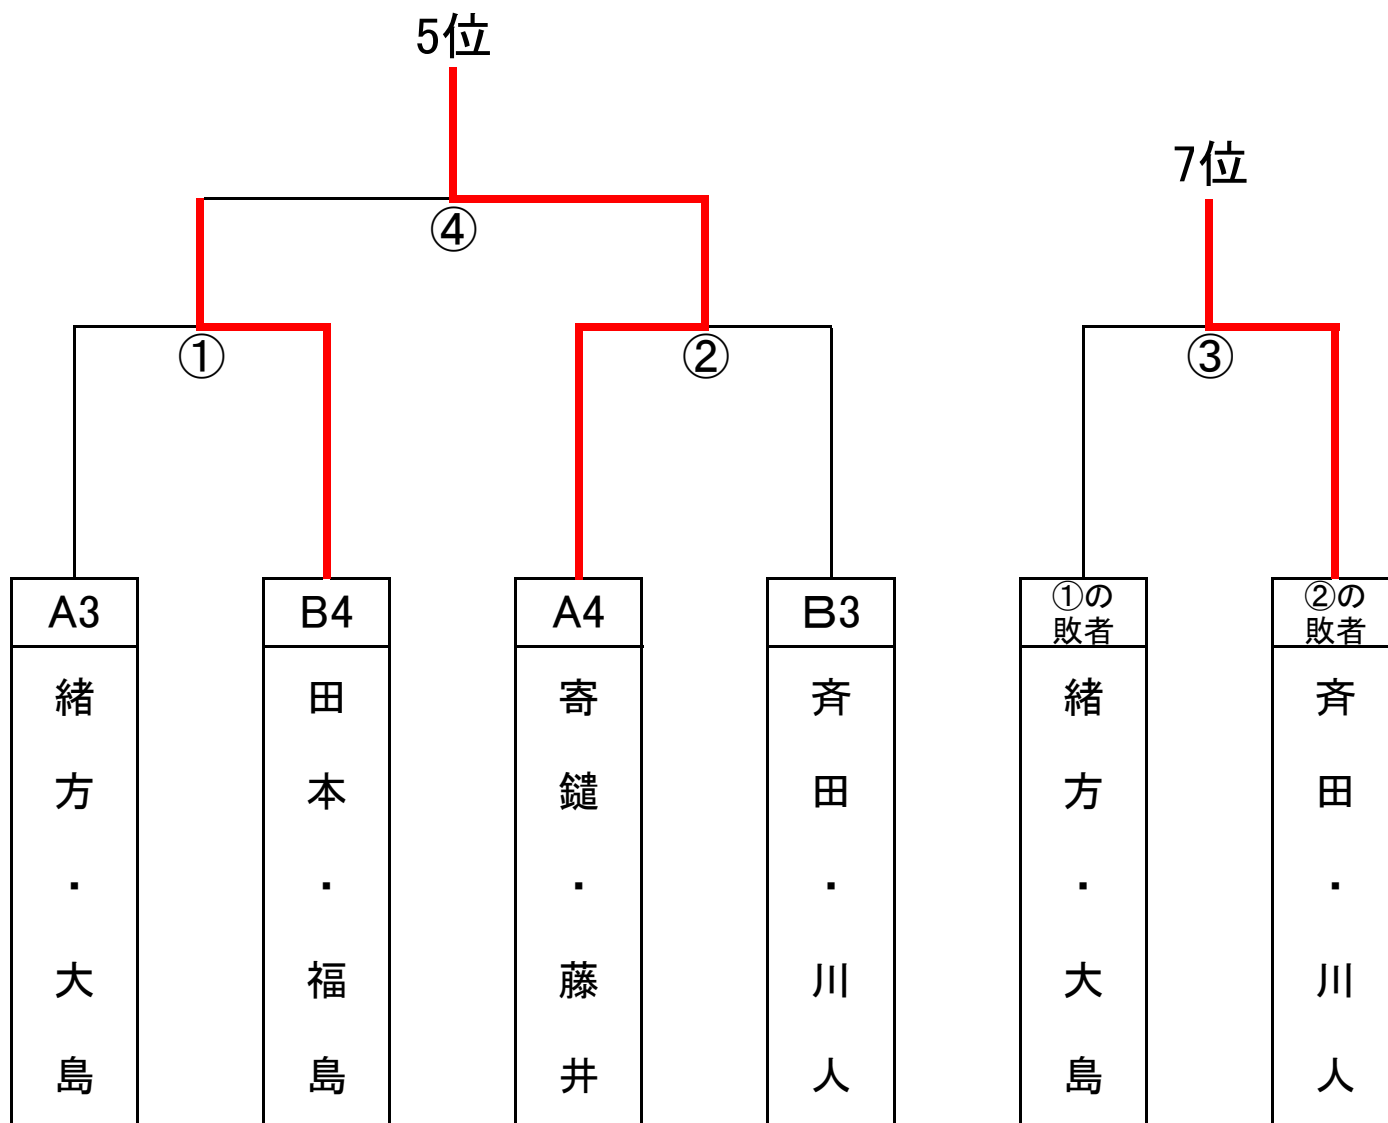 5位
7位
④
①
②
③
A3
B4
A4
B3
①の
敗者
②の
敗者
緒方・大島
田本・福島
寄鑓・藤井
斉田・川人
緒方・大島
斉田・川人